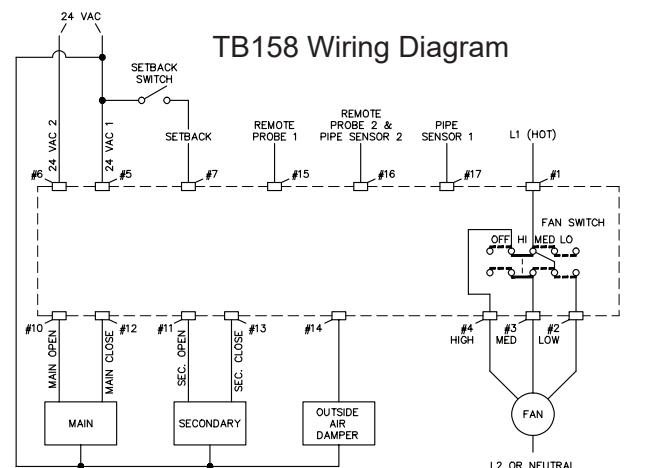 24 VAC
TB158 Wiring Diagram
SETBACK
SWITCH
24 VAC 2
24 VAC 1
SETBACK
REMOTE
PROBE 1
REMOTE
PROBE 2 &
PIPE SENSOR 2
PIPE
SENSOR 1
L1 (HOT)
#6
#5
#7
#15
#16
#17
#1
FAN SWITCH
OFF HI MED LO
#10
#12
#11
#13
#14
#4
#3
#2
HIGH
MED
LOW
MAIN OPEN
MAIN CLOSE
SEC. OPEN
SEC. CLOSE
MAIN
SECONDARY
OUTSIDE
AIR
DAMPER
FAN
L2 OR NEUTRAL